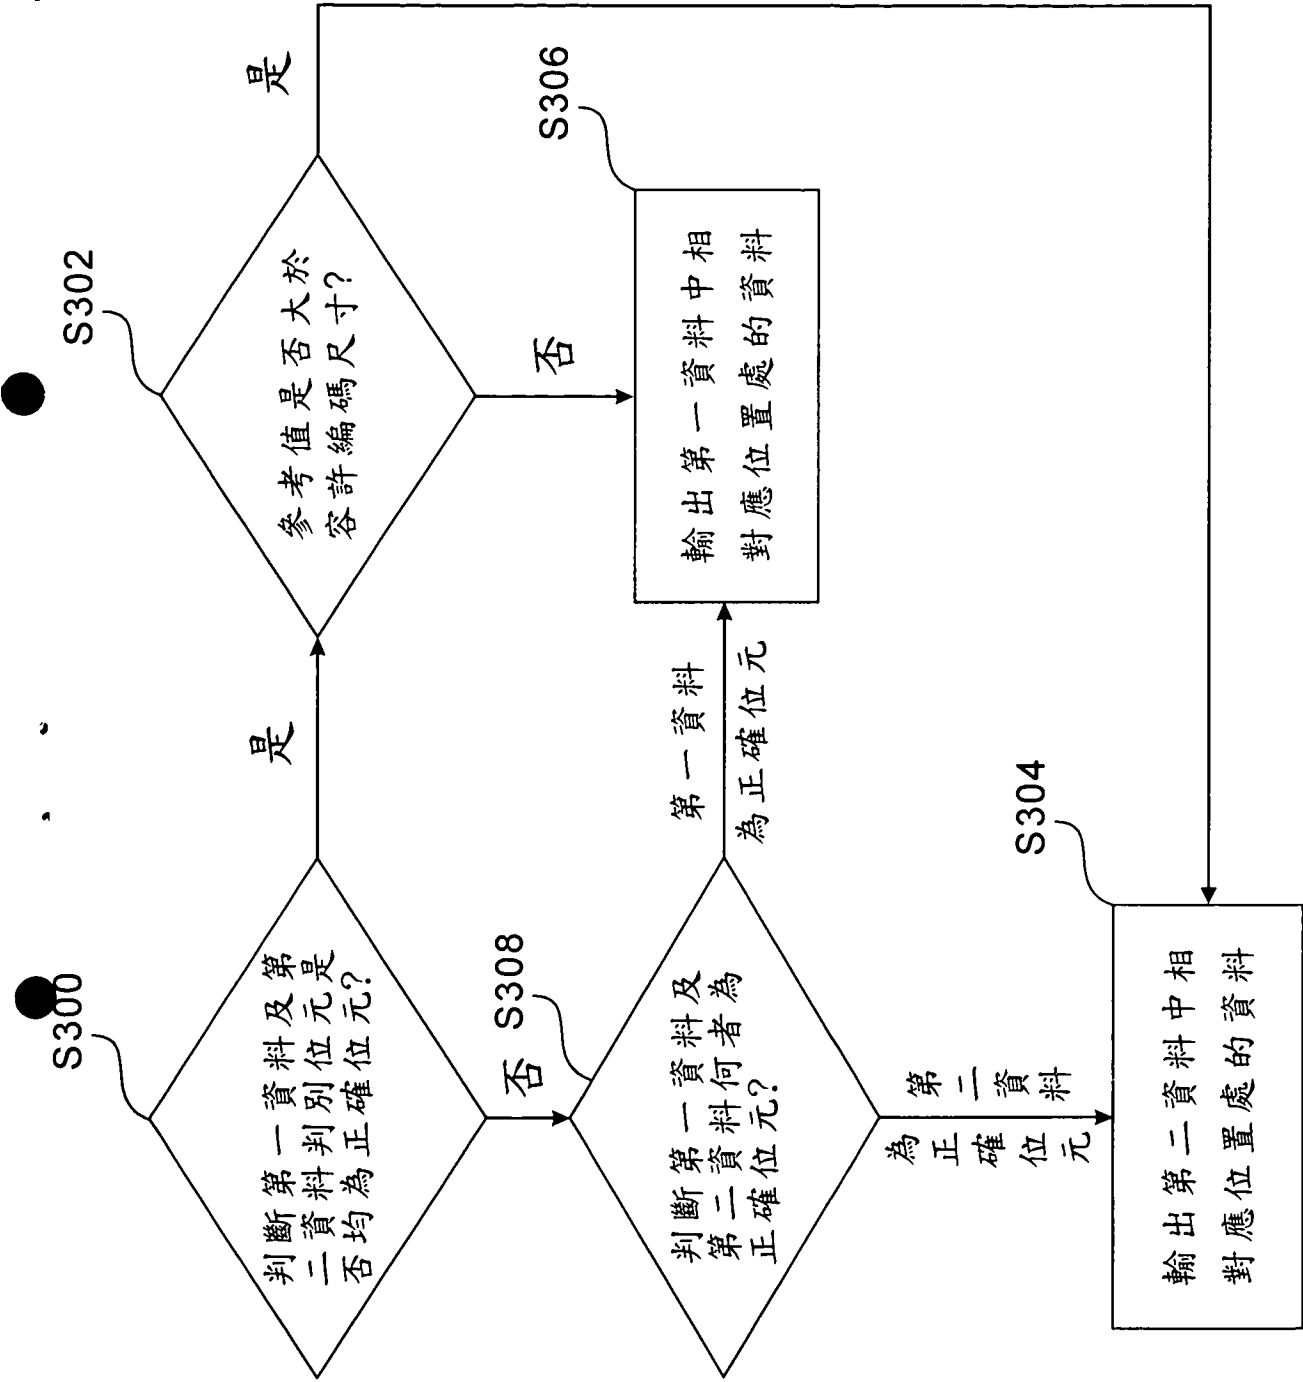 S300
判斷第一資料及第
二資料判別位元是
否均為正確位元?
是
S302
參考值是否大於
容許編碼尺寸?
是
否
S306
輸出第一資料中相
對應位置處的資料
否
S308
判斷第一資料及
第二資料何者為
正確位元?
第一資料
為正確位元
第二資料
為正確位元
S304
輸出第二資料中相
對應位置處的資料